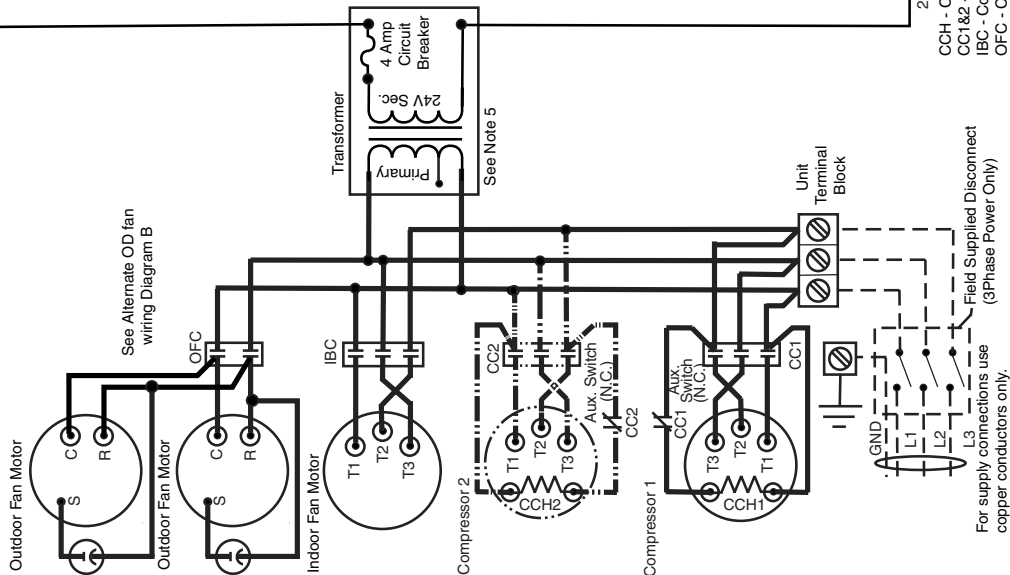 2
CCH - C
CC1&2 -
IBC - Co
OFC - C
4 Amp
Circuit
Breaker
24V Sec.
Transformer
Primary
See Note 5
See Alternate OD fan
wiring Diagram B
OFC
IBC
CC2
Aux. Switch
(N.C.)
CC2
Aux.
Switch
(N.C.)
CC1
CC1
Unit
Terminal
Block
Field Supplied Disconnect
(3Phase Power Only)
GND
L1
L2
L3
For supply connections use
copper conductors only.
Outdoor Fan Motor
C
R
S
Outdoor Fan Motor
C
R
S
Indoor Fan Motor
T1
T2
T3
Compressor 2
T1
T2
T3
CCH2
Compressor 1
T3
T2
T1
CCH1